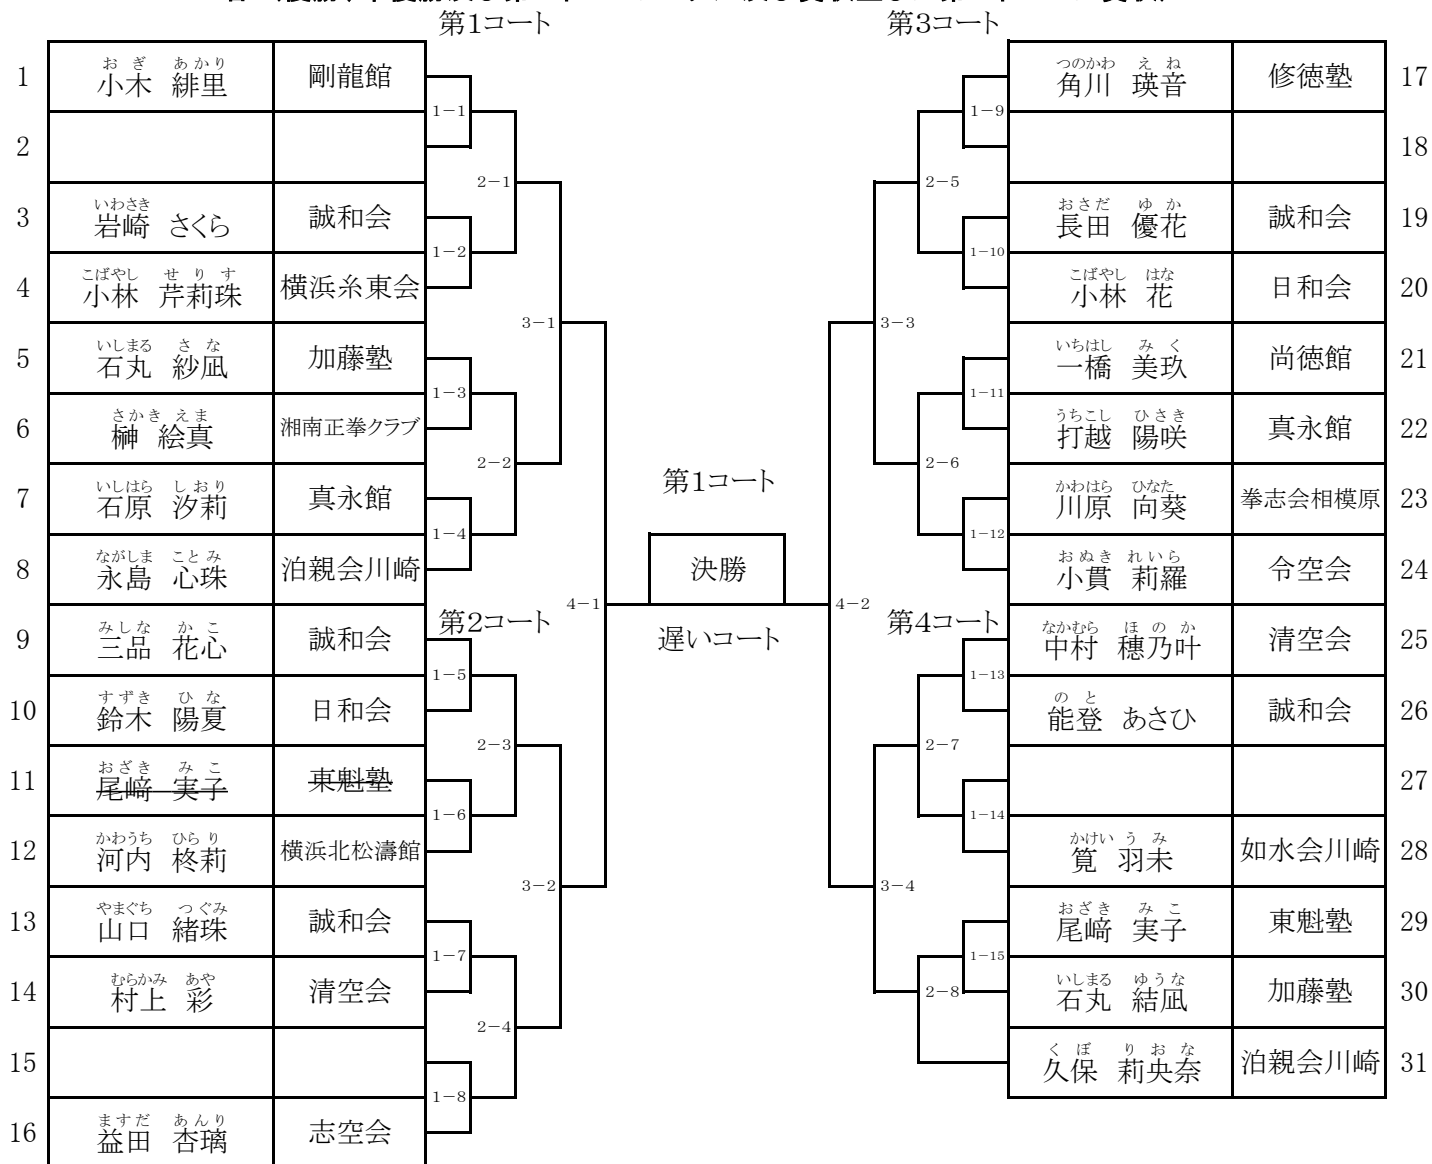 第1コート
第3コート
1 小木 緋里 おぎ あかり 剛龍館
1−1
2
2−1
3 岩崎 さくら いわさき 誠和会
1−2
4 小林 芹莉珠 こばやし せりす 横浜糸東会
3−1
5 石丸 紗凪 いしまる さな 加藤塾
1−3
6 榊 絵真 さかき えま 湘南正拳クラブ
2−2
7 石原 汐莉 いしはら しおり 真永館
1−4
8 永島 心珠 ながしま ことみ 泊親会川崎
4−1
第2コート
9 三品 花心 みしな かこ 誠和会
1−5
10 鈴木 陽夏 すずき ひな 日和会
2−3
11 尾﨑 実子 おざき みこ 東魁塾
1−6
12 河内 柊莉 かわうち ひらり 横浜北松濤館
3−2
13 山口 緒珠 やまぐち つぐみ 誠和会
1−7
14 村上 彩 むらかみ あや 清空会
2−4
15
1−8
16 益田 杏璃 ますだ あんり 志空会
第1コート
決勝
遅いコート
角川 瑛音 つのかわ えね 修徳塾 17
1−9
18
2−5
長田 優花 おさだ ゆか 誠和会 19
1−10
小林 花 こばやし はな 日和会 20
3−3
一橋 美玖 いちはし みく 尚徳館 21
1−11
打越 陽咲 うちこし ひさき 真永館 22
2−6
川原 向葵 かわはら ひなた 拳志会相模原 23
1−12
小貫 莉羅 おぬき れいら 令空会 24
4−2
第4コート
中村 穂乃叶 なかむら ほのか 清空会 25
1−13
能登 あさひ のと 誠和会 26
2−7
27
1−14
筧 羽未 かけい うみ 如水会川崎 28
3−4
尾﨑 実子 おざき みこ 東魁塾 29
1−15
石丸 結凪 いしまる ゆうな 加藤塾 30
2−8
久保 莉央奈 くぼ りおな 泊親会川崎 31